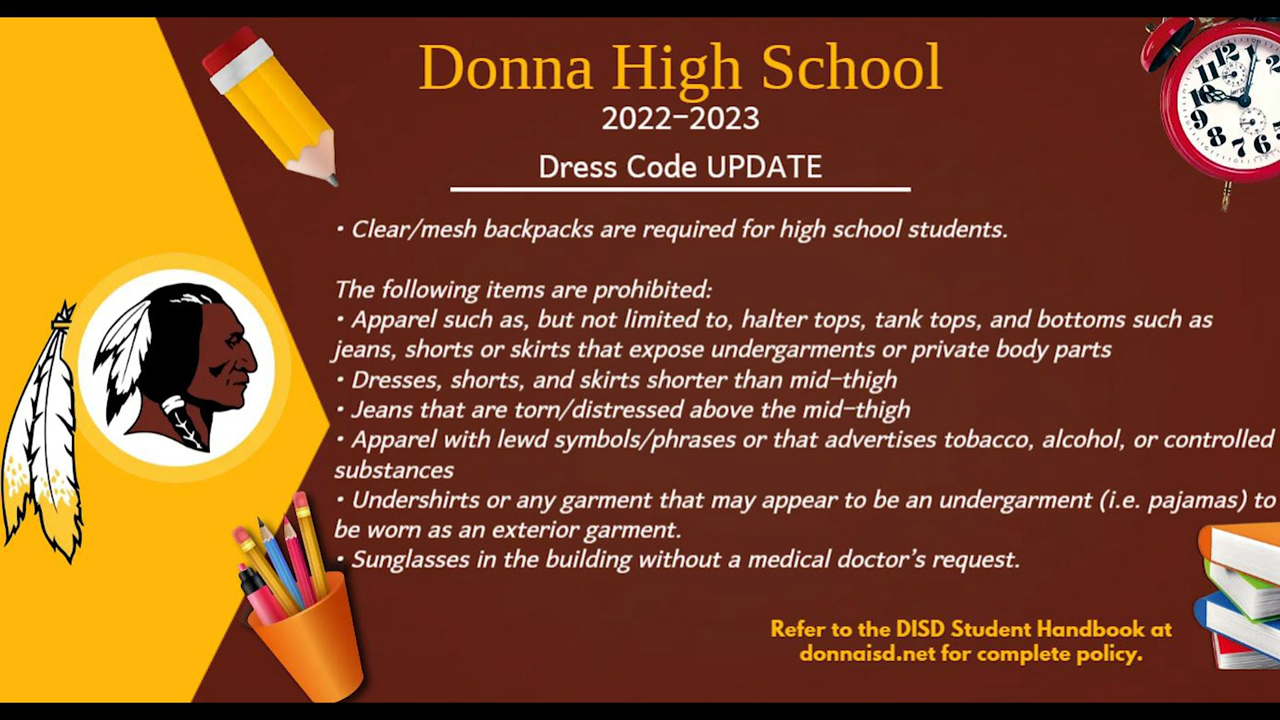 Donna High School
2022-2023
Dress Code UPDATE
• Clear/mesh backpacks are required for high school students.
The following items are prohibited:
• Apparel such as, but not limited to, halter tops, tank tops, and bottoms such as
jeans, shorts or skirts that expose undergarments or private body parts
• Dresses, shorts, and skirts shorter than mid-thigh
• Jeans that are torn/distressed above the mid-thigh
• Apparel with lewd symbols/phrases or that advertises tobacco, alcohol, or controlled
substances
• Undershirts or any garment that may appear to be an undergarment (i.e. pajamas) to
be worn as an exterior garment.
• Sunglasses in the building without a medical doctor's request.
Refer to the DISD Student Handbook at
donnaisd.net for complete policy.